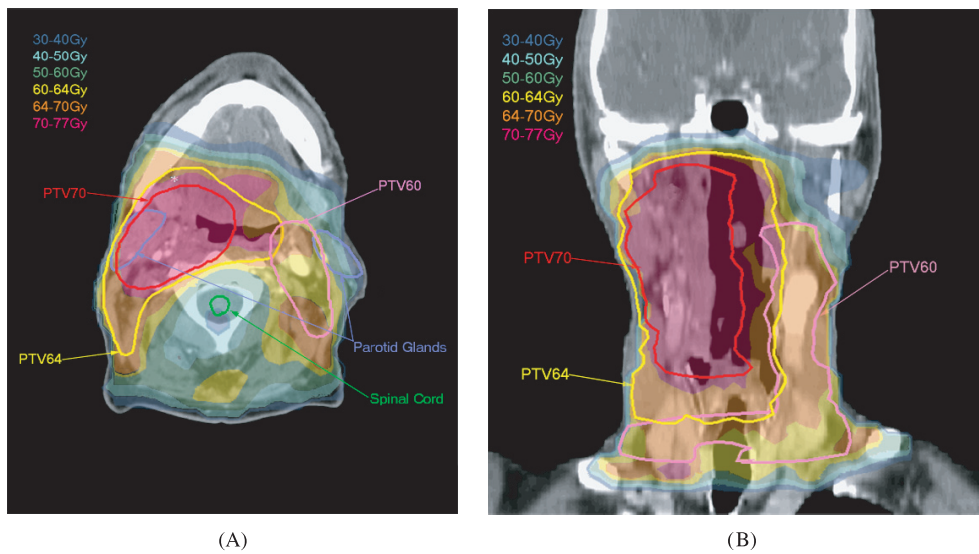 30-40Gy
40-50Gy
50-60Gy
60-64Gy
64-70Gy
70-77Gy
*
PTV70
PTV60
PTV64
Parotid Glands
Spinal Cord
(A)
30-40Gy
40-50Gy
50-60Gy
60-64Gy
64-70Gy
70-77Gy
PTV70
PTV60
PTV64
(B)